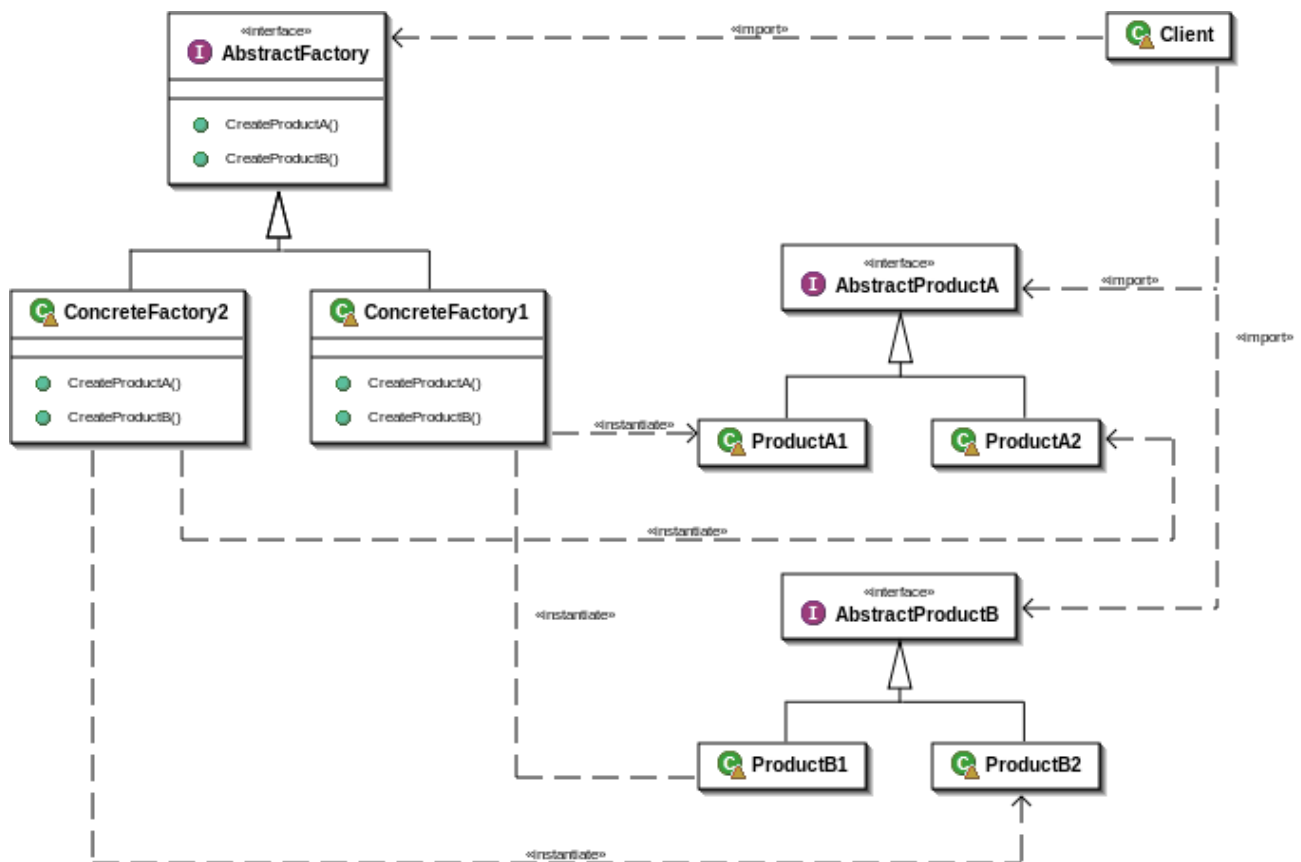 «interface»
I AbstractFactory
CreateProductA()
CreateProductB()
«import»
C Client
C ConcreteFactory2
CreateProductA()
CreateProductB()
C ConcreteFactory1
CreateProductA()
CreateProductB()
«interface»
I AbstractProductA
«import»
«import»
«instantiate»
C ProductA1
C ProductA2
«instantiate»
«interface»
I AbstractProductB
«instantiate»
C ProductB1
C ProductB2
«instantiate»